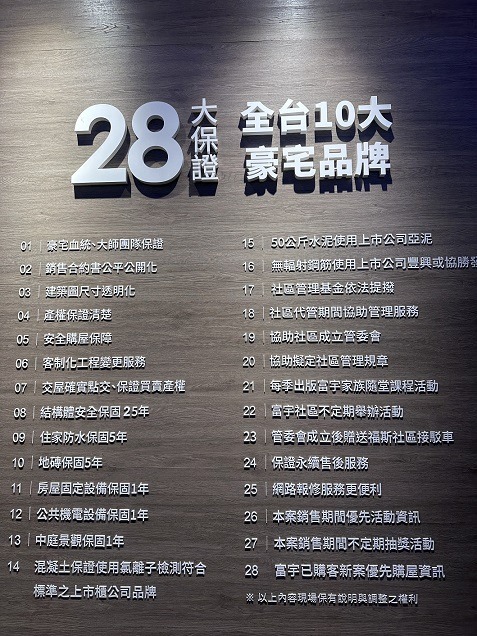 28大保證
全台10大
豪宅品牌
01 豪宅血統、大師團隊保證
02 銷售合約書公平公開化
03 建築圖尺寸透明化
04 產權保證清楚
05 安全購屋保障
06 客制化工程變更服務
07 交屋確實點交、保證買賣產權
08 結構體安全保固 25年
09 住家防水保固5年
10 地磚保固5年
11 房屋固定設備保固1年
12 公共機電設備保固1年
13 中庭景觀保固1年
14 混凝土保證使用氯離子檢測符合
標準之上市櫃公司品牌
15 50公斤水泥使用上市公司亞泥
16 無輻射鋼筋使用上市公司豐興或協勝發
17 社區管理基金依法提撥
18 社區代管期間協助管理服務
19 協助社區成立管委會
20 協助擬定社區管理規章
21 每季出版富宇家族隨堂課程活動
22 富宇社區不定期舉辦活動
23 管委會成立後贈送福斯社區接駁車
24 保證永續售後服務
25 網路報修服務更便利
26 本案銷售期間優先活動資訊
27 本案銷售期間不定期抽獎活動
28 富宇已購客新案優先購屋資訊
※ 以上內容現場保有說明與調整之權利